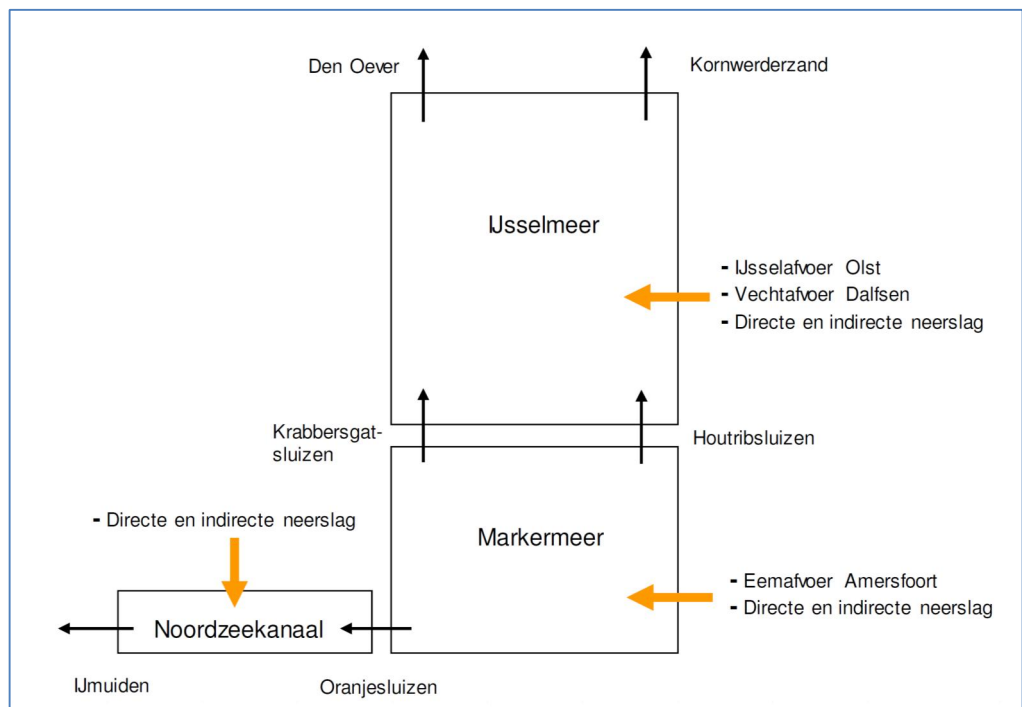 Den Oever
Kornwerderzand
IJsselmeer
- IJsselafvoer Olst
- Vechtafvoer Dalfsen
- Directe en indirecte neerslag
Krabbersgat-
sluizen
Houtribsluizen
- Directe en indirecte neerslag
Markermeer
- Eemafvoer Amersfoort
- Directe en indirecte neerslag
Noordzeekanaal
IJmuiden
Oranjesluizen